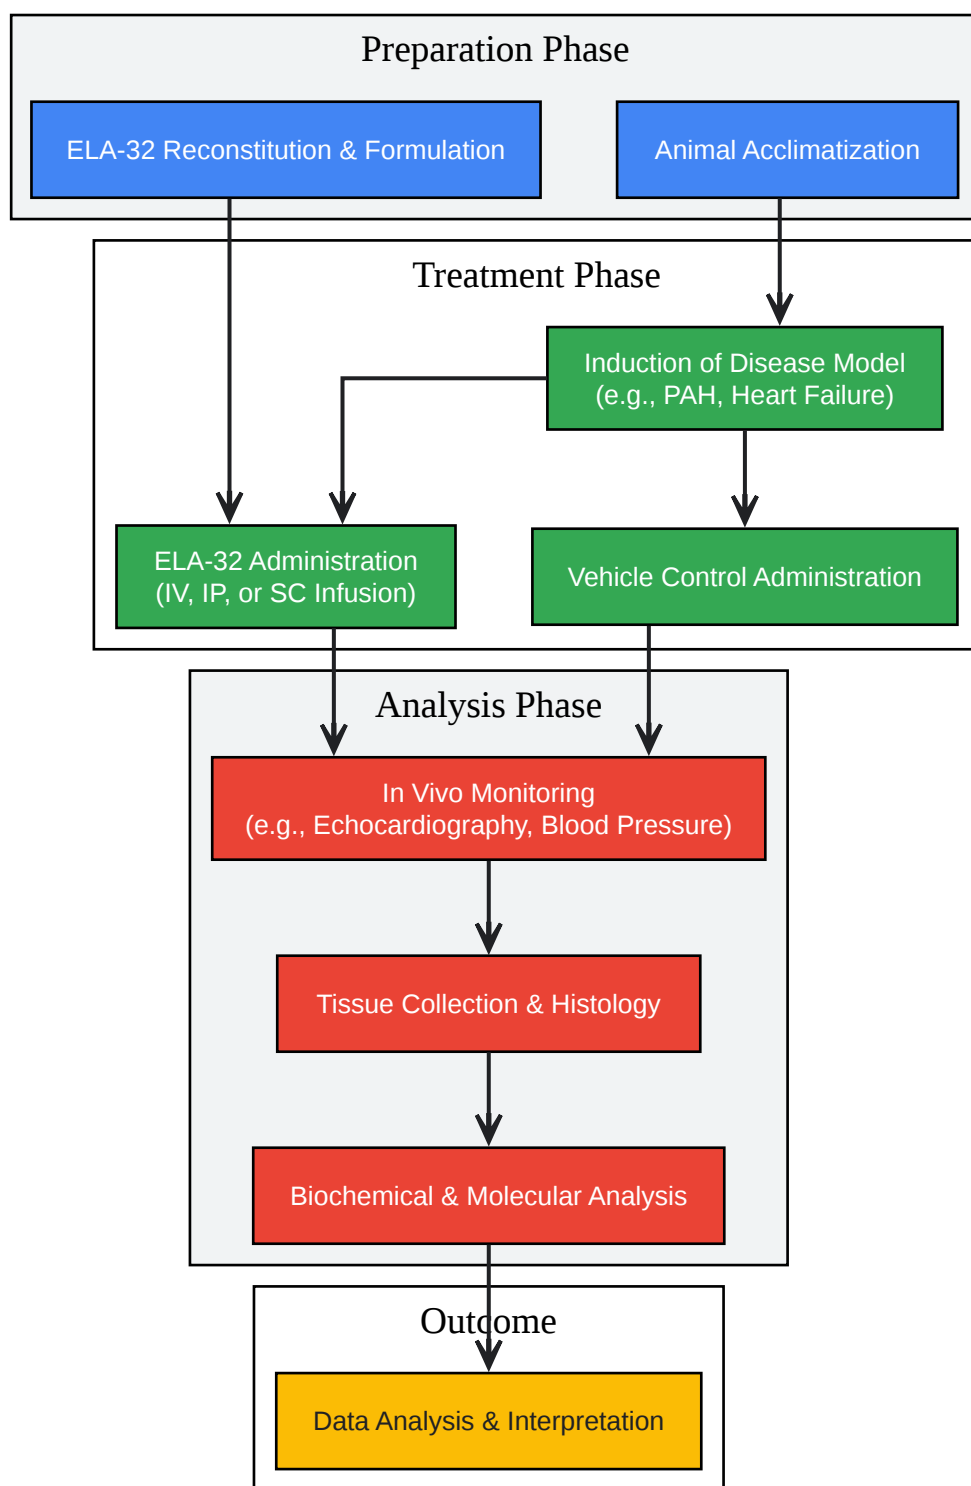 Preparation Phase
ELA-32 Reconstitution & Formulation
Animal Acclimatization
Treatment Phase
Induction of Disease Model
(e.g., PAH, Heart Failure)
ELA-32 Administration
(IV, IP, or SC Infusion)
Vehicle Control Administration
Analysis Phase
In Vivo Monitoring
(e.g., Echocardiography, Blood Pressure)
Tissue Collection & Histology
Biochemical & Molecular Analysis
Outcome
Data Analysis & Interpretation